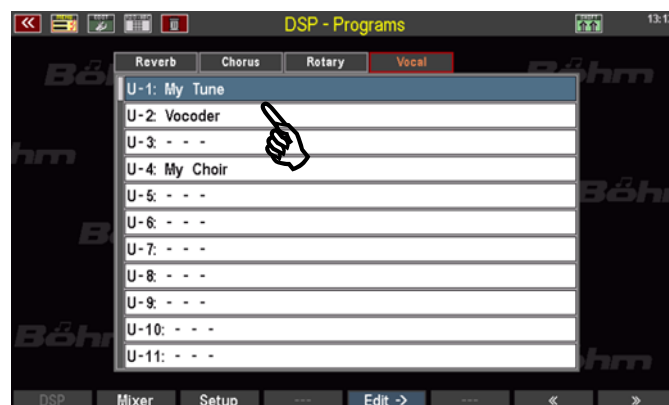 DSP - Programs 13:1
Reverb Chorus Rotary Vocal
U-1: My Tune
U-2: Vocoder
U-3: - - -
U-4: My Choir
U-5: - - -
U-6: - - -
U-7: - - -
U-8: - - -
U-9: - - -
U-10: - - -
U-11: - - -
DSP Mixer Setup --- Edit -> --- « »